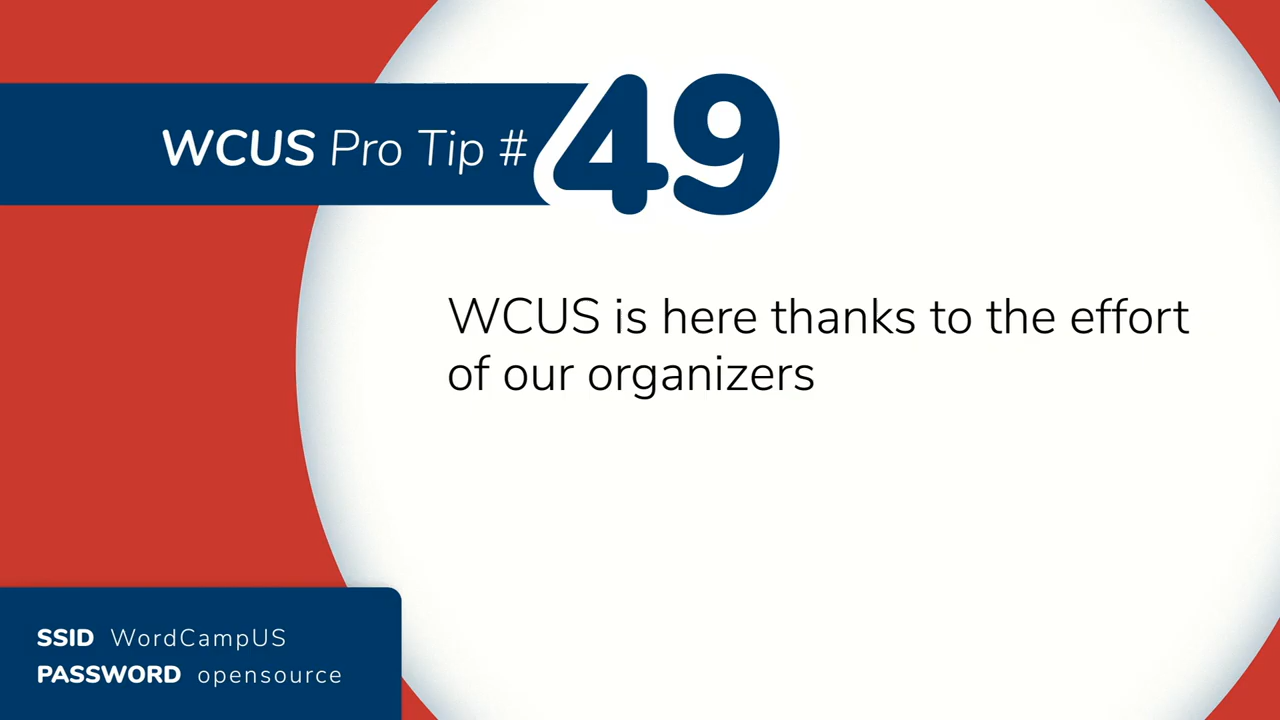 WCUS Pro Tip #49
WCUS is here thanks to the effort
of our organizers
SSID WordCampUS
PASSWORD opensource